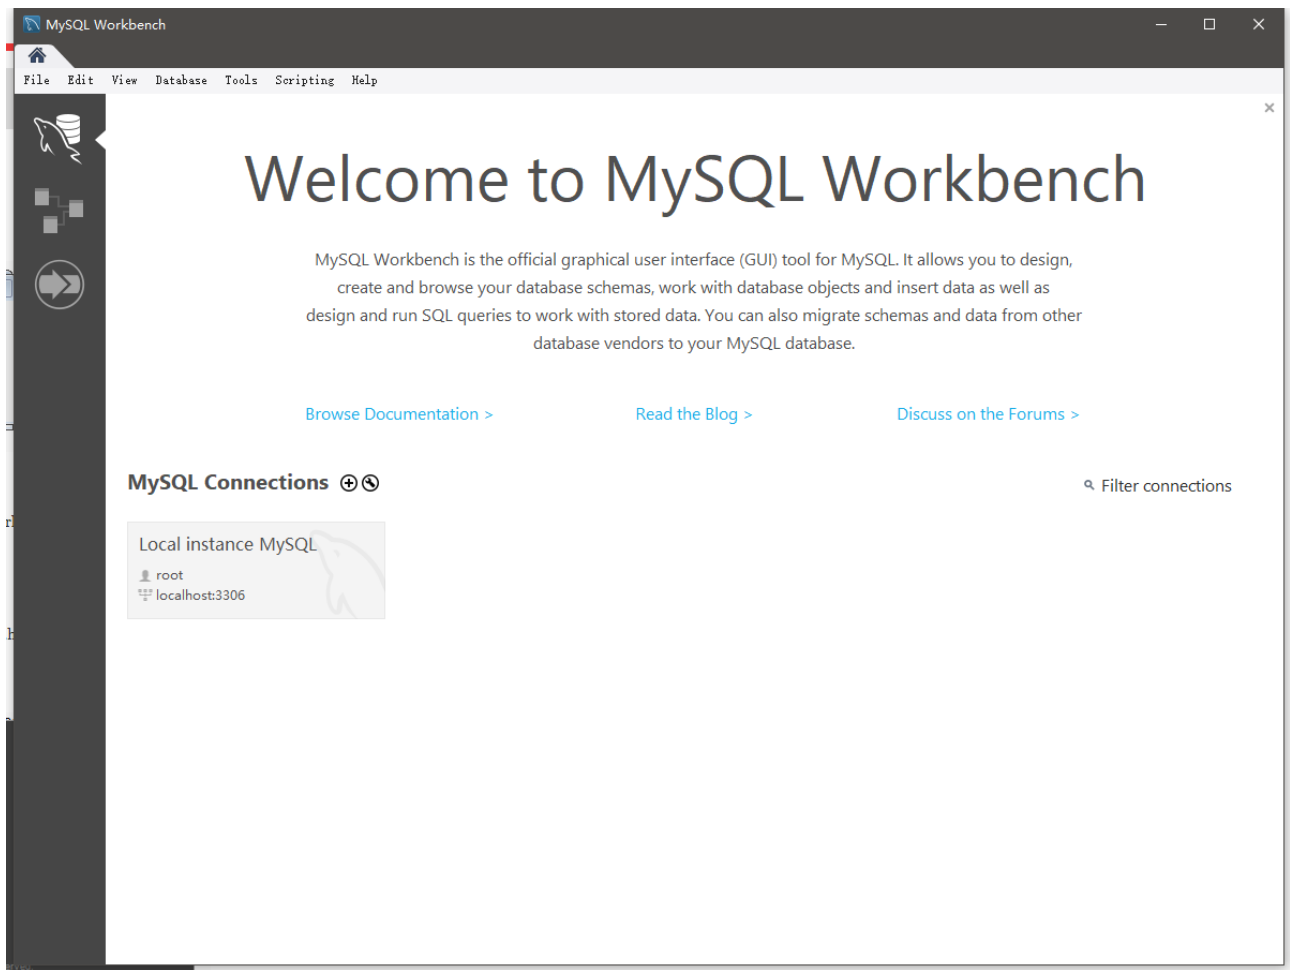 MySQL Workbench
File Edit View Database Tools Scripting Help
Welcome to MySQL Workbench
MySQL Workbench is the official graphical user interface (GUI) tool for MySQL. It allows you to design,
create and browse your database schemas, work with database objects and insert data as well as
design and run SQL queries to work with stored data. You can also migrate schemas and data from other
database vendors to your MySQL database.
Browse Documentation > Read the Blog > Discuss on the Forums >
MySQL Connections
Filter connections
Local instance MySQL
root
localhost:3306